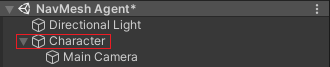 NavMesh Agent*
Directional Light
Character
Main Camera